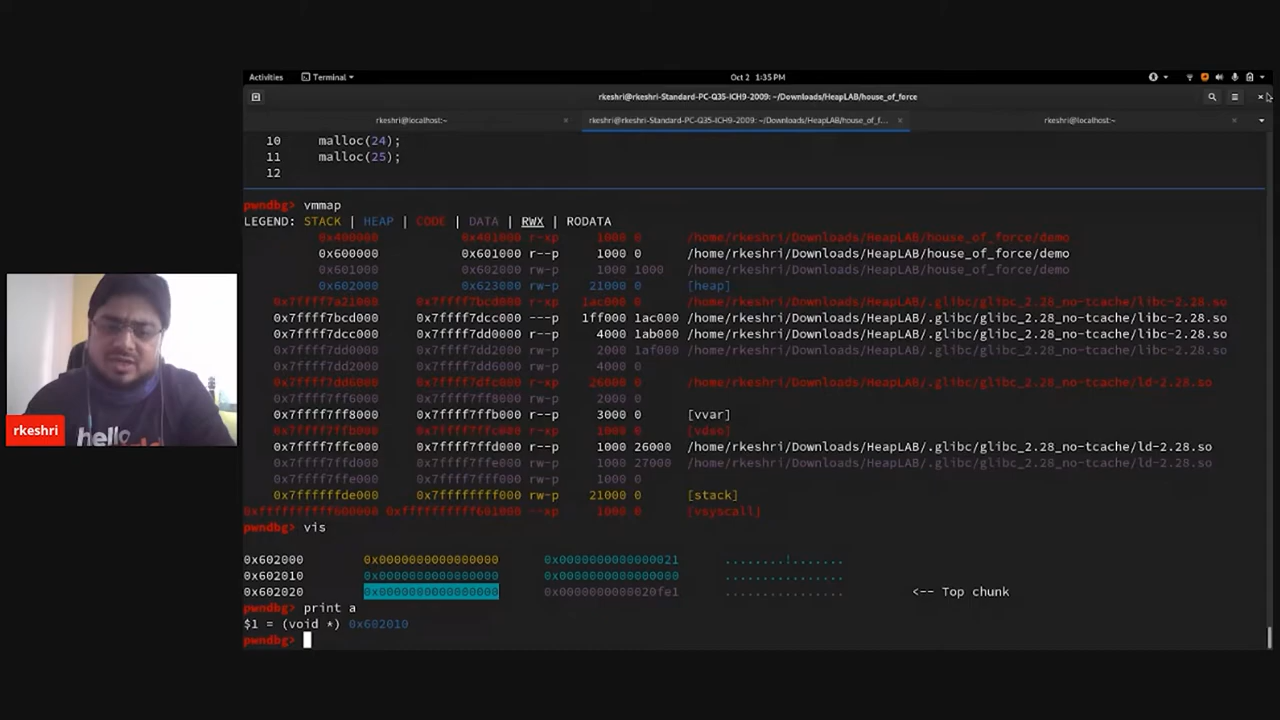 Activities Terminal Oct 2 1:35 PM
rkeshri@rkeshri-Standard-PC-Q35-ICH9-2009: ~/Downloads/HeapLAB/house_of_force
rkeshri@localhost:~ rkeshri@rkeshri-Standard-PC-Q35-ICH9-2009: ~/Downloads/HeapLAB/house_of_f... rkeshri@localhost:~
10 malloc(24);
11 malloc(25);
12
pwndbg> vmmap
LEGEND: STACK | HEAP | CODE | DATA | RWX | RODATA
0x400000 0x401000 r-xp 1000 0 /home/rkeshri/Downloads/HeapLAB/house_of_force/demo
0x600000 0x601000 r--p 1000 0 /home/rkeshri/Downloads/HeapLAB/house_of_force/demo
0x601000 0x602000 rw-p 1000 1000 /home/rkeshri/Downloads/HeapLAB/house_of_force/demo
0x602000 0x623000 rw-p 21000 0 [heap]
0x7ffff7a21000 0x7ffff7bcd000 r-xp 1ac000 0 /home/rkeshri/Downloads/HeapLAB/.glibc/glibc_2.28_no-tcache/libc-2.28.so
0x7ffff7bcd000 0x7ffff7dcc000 ---p 1ff000 1ac000 /home/rkeshri/Downloads/HeapLAB/.glibc/glibc_2.28_no-tcache/libc-2.28.so
0x7ffff7dcc000 0x7ffff7dd0000 r--p 4000 1ab000 /home/rkeshri/Downloads/HeapLAB/.glibc/glibc_2.28_no-tcache/libc-2.28.so
0x7ffff7dd0000 0x7ffff7dd2000 rw-p 2000 1af000 /home/rkeshri/Downloads/HeapLAB/.glibc/glibc_2.28_no-tcache/libc-2.28.so
0x7ffff7dd2000 0x7ffff7dd6000 rw-p 4000 0
0x7ffff7dd6000 0x7ffff7dfc000 r-xp 26000 0 /home/rkeshri/Downloads/HeapLAB/.glibc/glibc_2.28_no-tcache/ld-2.28.so
0x7ffff7ff6000 0x7ffff7ff8000 rw-p 2000 0
0x7ffff7ff8000 0x7ffff7ffb000 r--p 3000 0 [vvar]
0x7ffff7ffb000 0x7ffff7ffc000 r-xp 1000 0 [vdso]
0x7ffff7ffc000 0x7ffff7ffd000 r--p 1000 26000 /home/rkeshri/Downloads/HeapLAB/.glibc/glibc_2.28_no-tcache/ld-2.28.so
0x7ffff7ffd000 0x7ffff7ffe000 rw-p 1000 27000 /home/rkeshri/Downloads/HeapLAB/.glibc/glibc_2.28_no-tcache/ld-2.28.so
0x7ffff7ffe000 0x7ffff7fff000 rw-p 1000 0
0x7ffffffde000 0x7ffffffff000 rw-p 21000 0 [stack]
0xffffffffff600000 0xffffffffff601000 --xp 1000 0 [vsyscall]
pwndbg> vis
0x602000 0x0000000000000000 0x0000000000000021 ........!.......
0x602010 0x0000000000000000 0x0000000000000000 ................
0x602020 0x0000000000000000 0x0000000000020fe1 ................ <-- Top chunk
pwndbg> print a
$1 = (void *) 0x602010
pwndbg>
hello
rkeshri